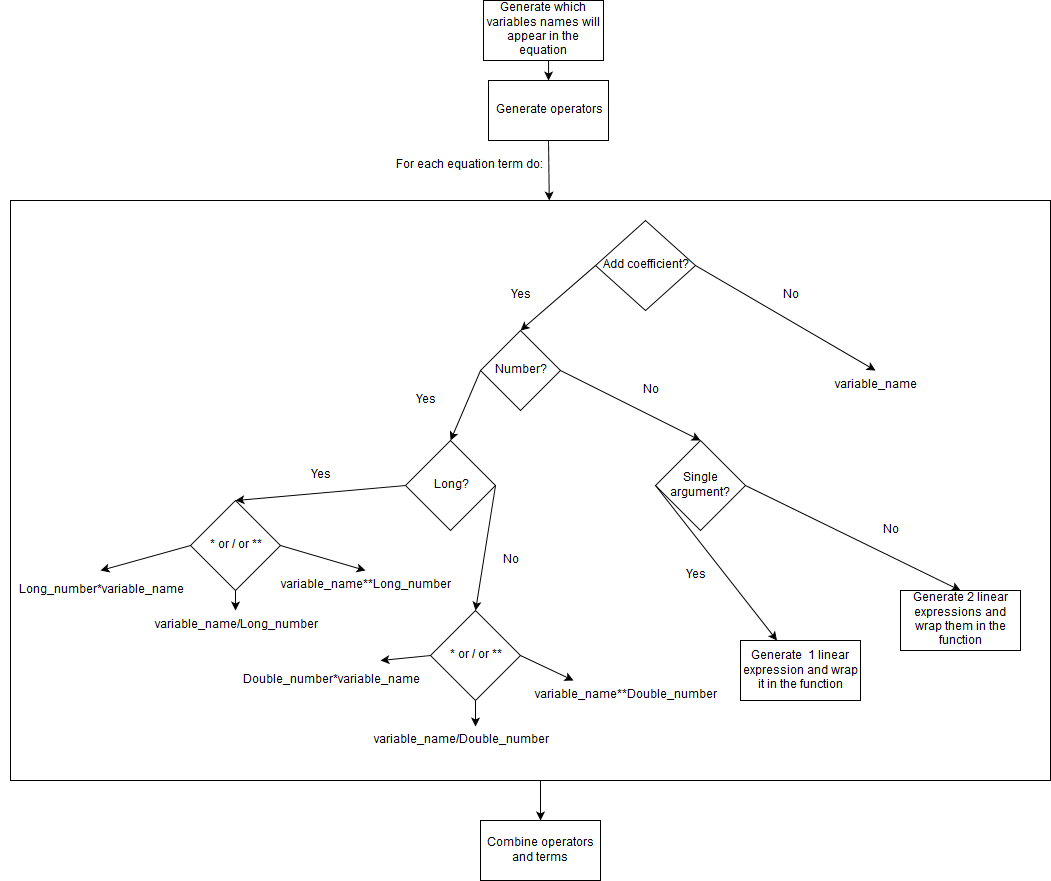 Generate which
variables names will
appear in the
equation
Generate operators
For each equation term do:
Add coefficient?
Yes
No
Number?
variable_name
Yes
No
Yes
Long?
Single
argument?
* or / or **
No
No
Yes
Long_number*variable_name
variable_name**Long_number
variable_name/Long_number
Generate 2 linear
expressions and
wrap them in the
function
* or / or **
Generate  1 linear
expression and wrap
it in the function
Double_number*variable_name
variable_name**Double_number
variable_name/Double_number
Combine operators
and terms